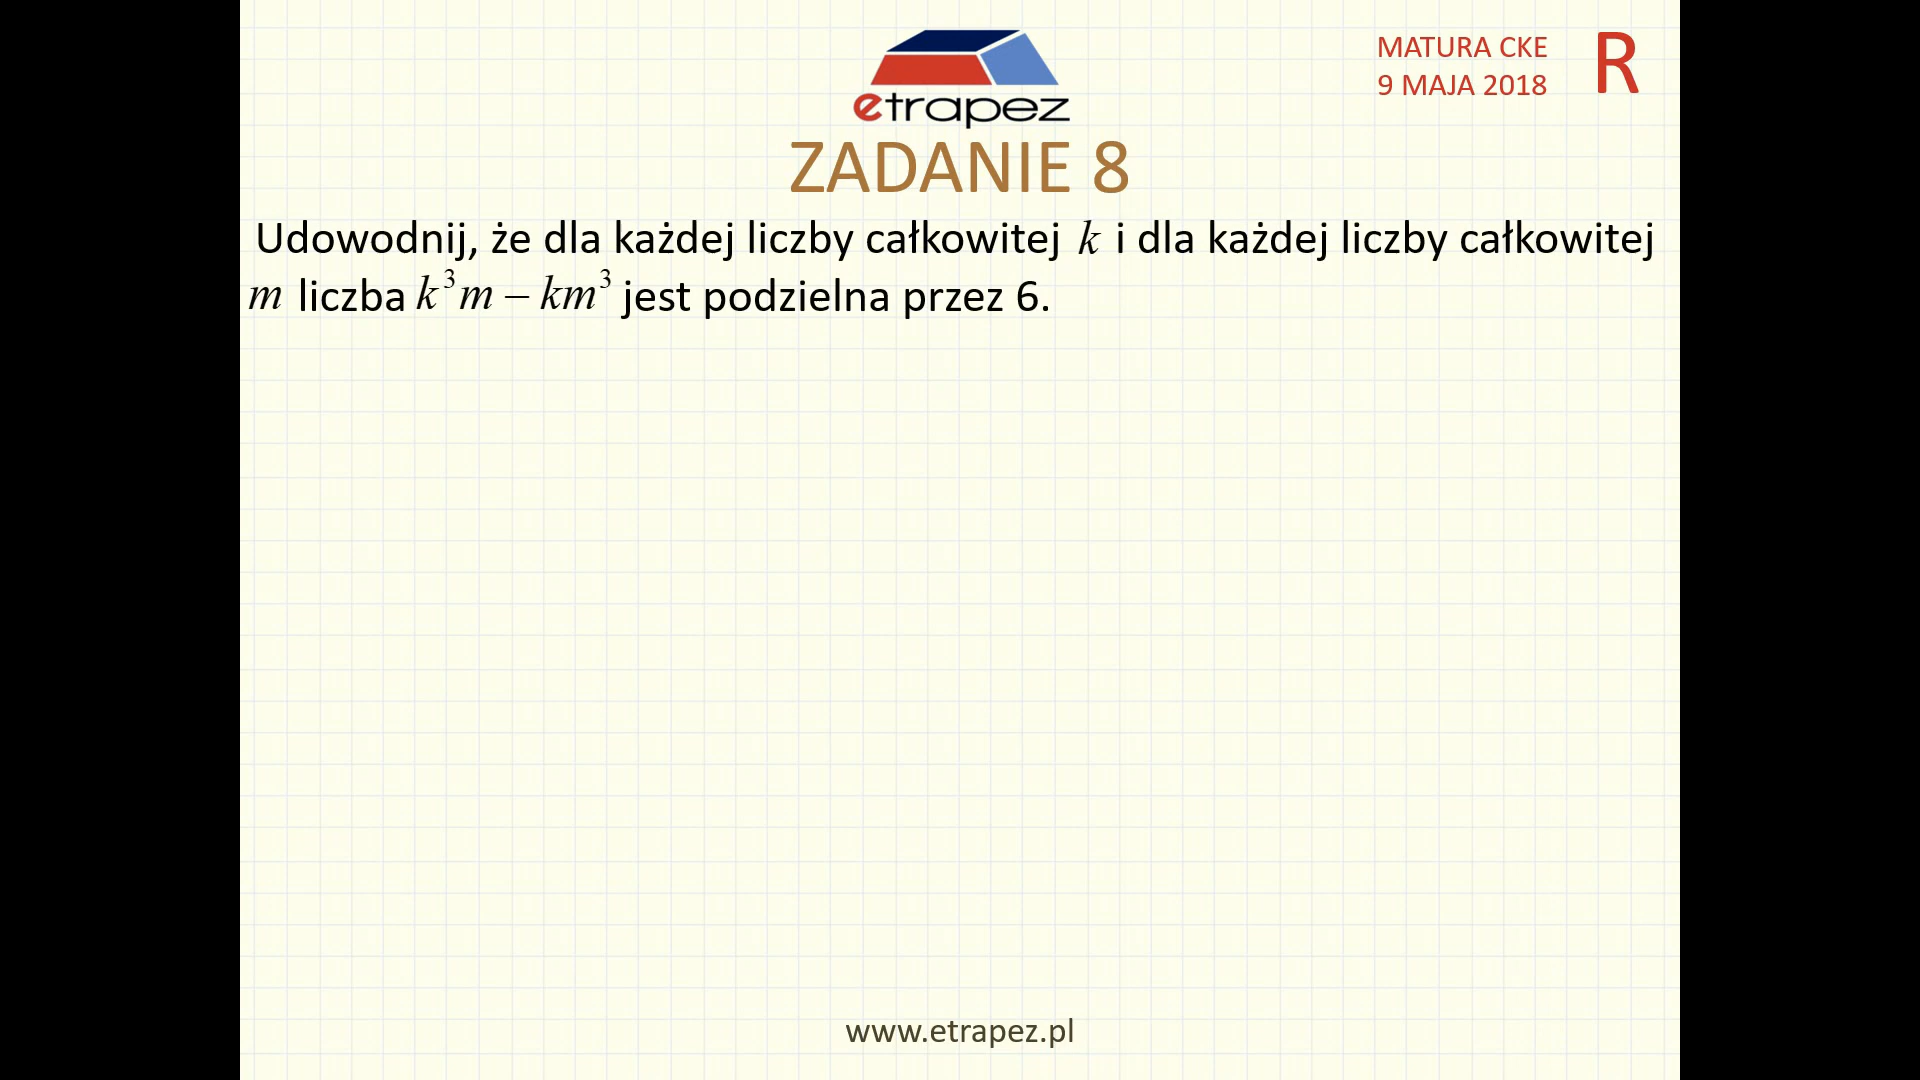 etrapez
MATURA CKE
9 MAJA 2018
R
ZADANIE 8
Udowodnij, że dla każdej liczby całkowitej k i dla każdej liczby całkowitej
m liczba k³m – km³ jest podzielna przez 6.
www.etrapez.pl